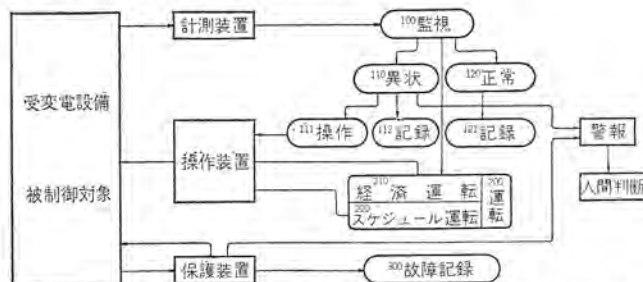 計測装置
100監視
受変電設備
被制御対象
110異状
120正常
111操作
112記録
121記録
警報
人間判断
操作装置
210経済運転
200運転
220スケジュール運転
保護装置
300故障記録